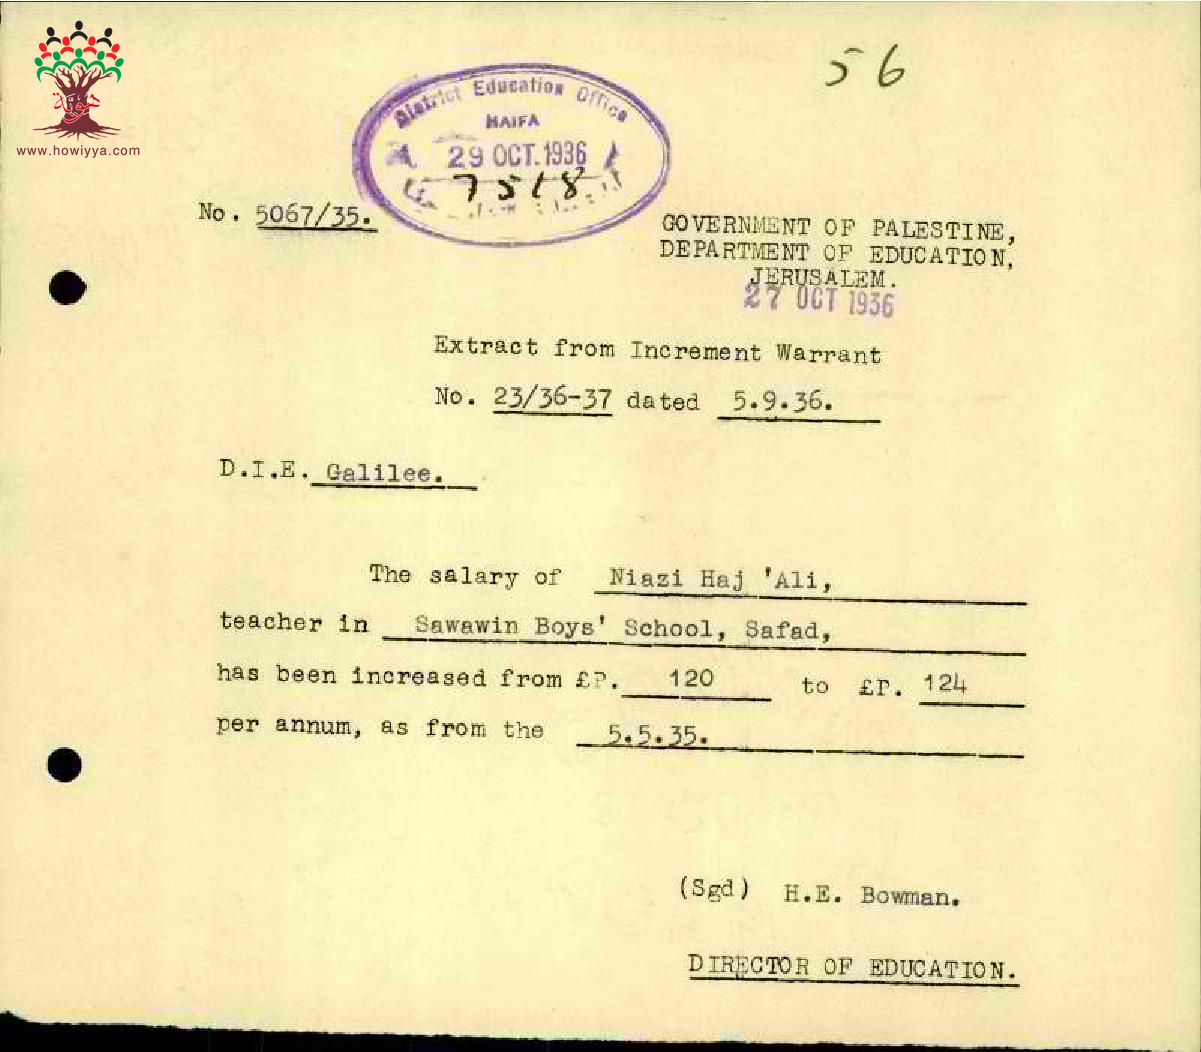 56
www.howiyya.com
District Education Office
HAIFA
29 OCT. 1936
7518
No. 5067/35.
GOVERNMENT OF PALESTINE,
DEPARTMENT OF EDUCATION,
JERUSALEM.
27 OCT 1936
Extract from Increment Warrant
No. 23/36-37 dated 5.9.36.
D.I.E. Galilee.
The salary of Niazi Haj 'Ali,
teacher in Sawawin Boys' School, Safad,
has been increased from £P. 120 to £P. 124
per annum, as from the 5.5.35.
(Sgd) H.E. Bowman.
DIRECTOR OF EDUCATION.